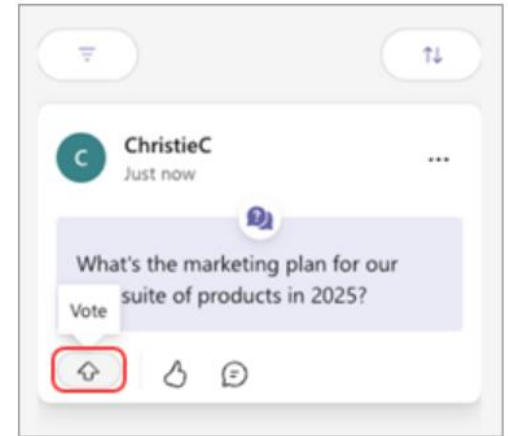 C
ChristieC
Just now
What's the marketing plan for our
suite of products in 2025?
Vote